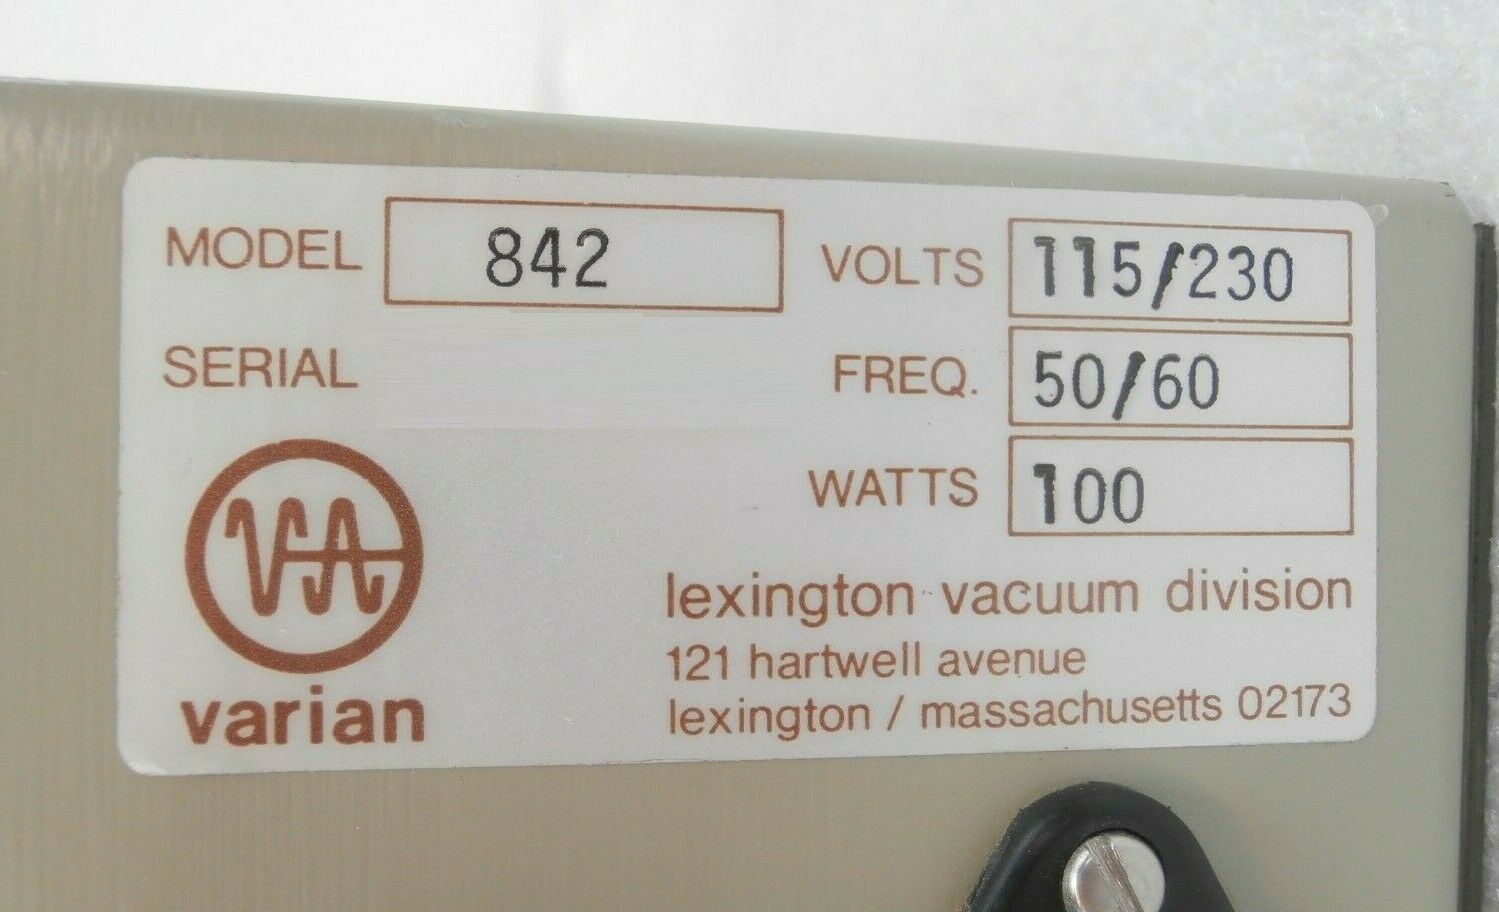 MODEL 842 VOLTS 115/230
SERIAL FREQ. 50/60
WATTS 100
VA
varian
lexington vacuum division
121 hartwell avenue
lexington / massachusetts 02173